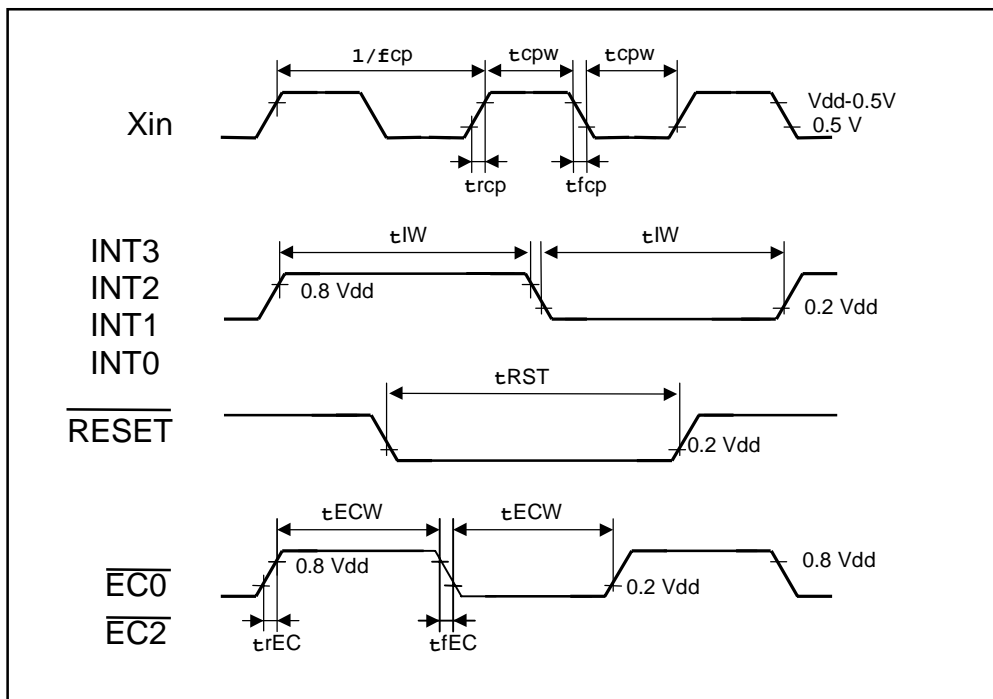 1/fcp tcpw tcpw
Xin
Vdd-0.5V
0.5 V
trcp tfcp
INT3
INT2
INT1
INT0
tIW tIW
0.8 Vdd 0.2 Vdd
tRST
RESET
0.2 Vdd
tECW tECW
EC0
EC2
0.8 Vdd 0.2 Vdd 0.8 Vdd
trEC tfEC